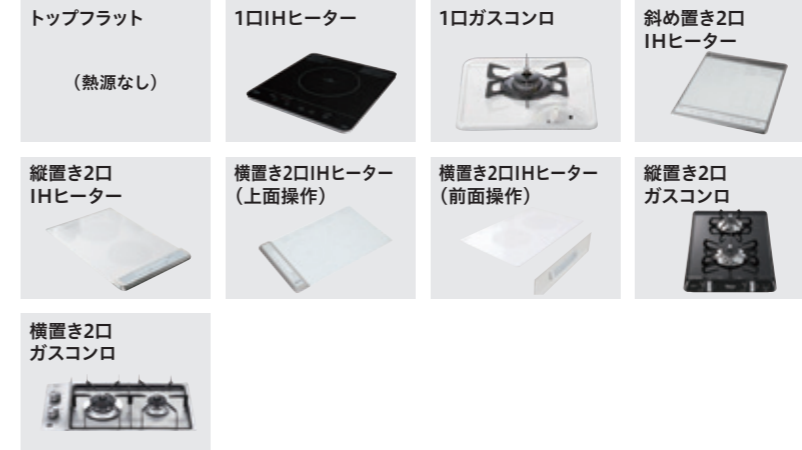 トップフラット
（熱源なし）
1口IHヒーター
1口ガスコンロ
斜め置き2口
IHヒーター
縦置き2口
IHヒーター
横置き2口IHヒーター
（上面操作）
横置き2口IHヒーター
（前面操作）
縦置き2口
ガスコンロ
横置き2口
ガスコンロ